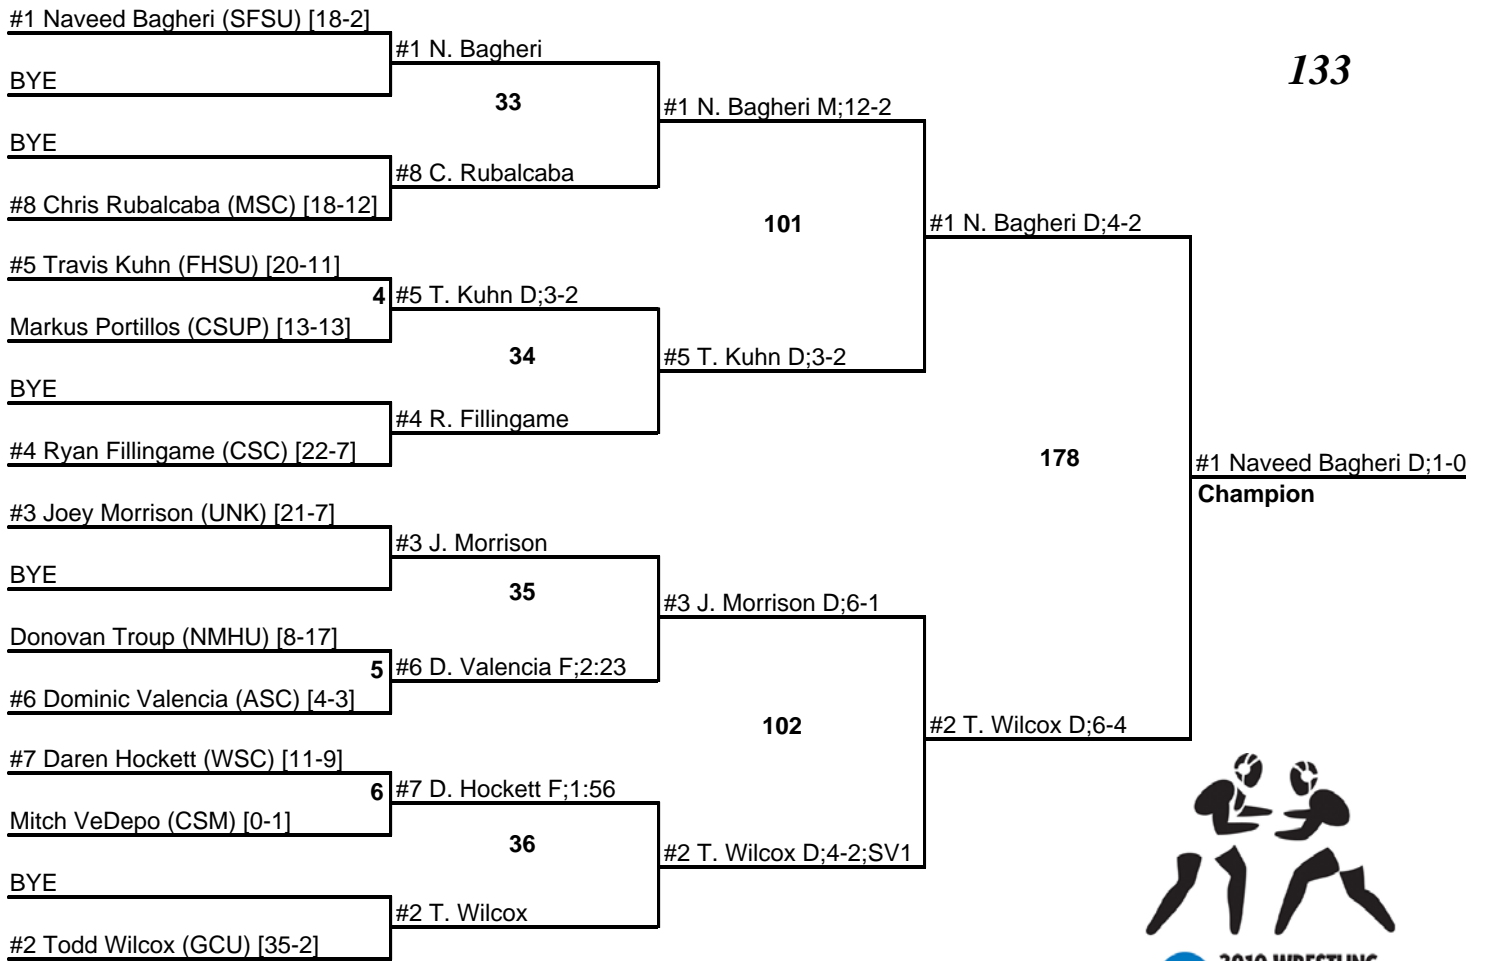 #1 Naveed Bagheri (SFSU) [18-2]
#1 N. Bagheri
133
BYE
33
#1 N. Bagheri M;12-2
BYE
#8 C. Rubalcaba
#8 Chris Rubalcaba (MSC) [18-12]
101
#1 N. Bagheri D;4-2
#5 Travis Kuhn (FHSU) [20-11]
4
#5 T. Kuhn D;3-2
Markus Portillos (CSUP) [13-13]
34
#5 T. Kuhn D;3-2
BYE
#4 R. Fillingame
#4 Ryan Fillingame (CSC) [22-7]
178
#1 Naveed Bagheri D;1-0
Champion
#3 Joey Morrison (UNK) [21-7]
#3 J. Morrison
BYE
35
#3 J. Morrison D;6-1
Donovan Troup (NMHU) [8-17]
5
#6 D. Valencia F;2:23
#6 Dominic Valencia (ASC) [4-3]
102
#2 T. Wilcox D;6-4
#7 Daren Hockett (WSC) [11-9]
6
#7 D. Hockett F;1:56
Mitch VeDepo (CSM) [0-1]
36
#2 T. Wilcox D;4-2;SV1
BYE
#2 T. Wilcox
#2 Todd Wilcox (GCU) [35-2]
2010 WRESTLING